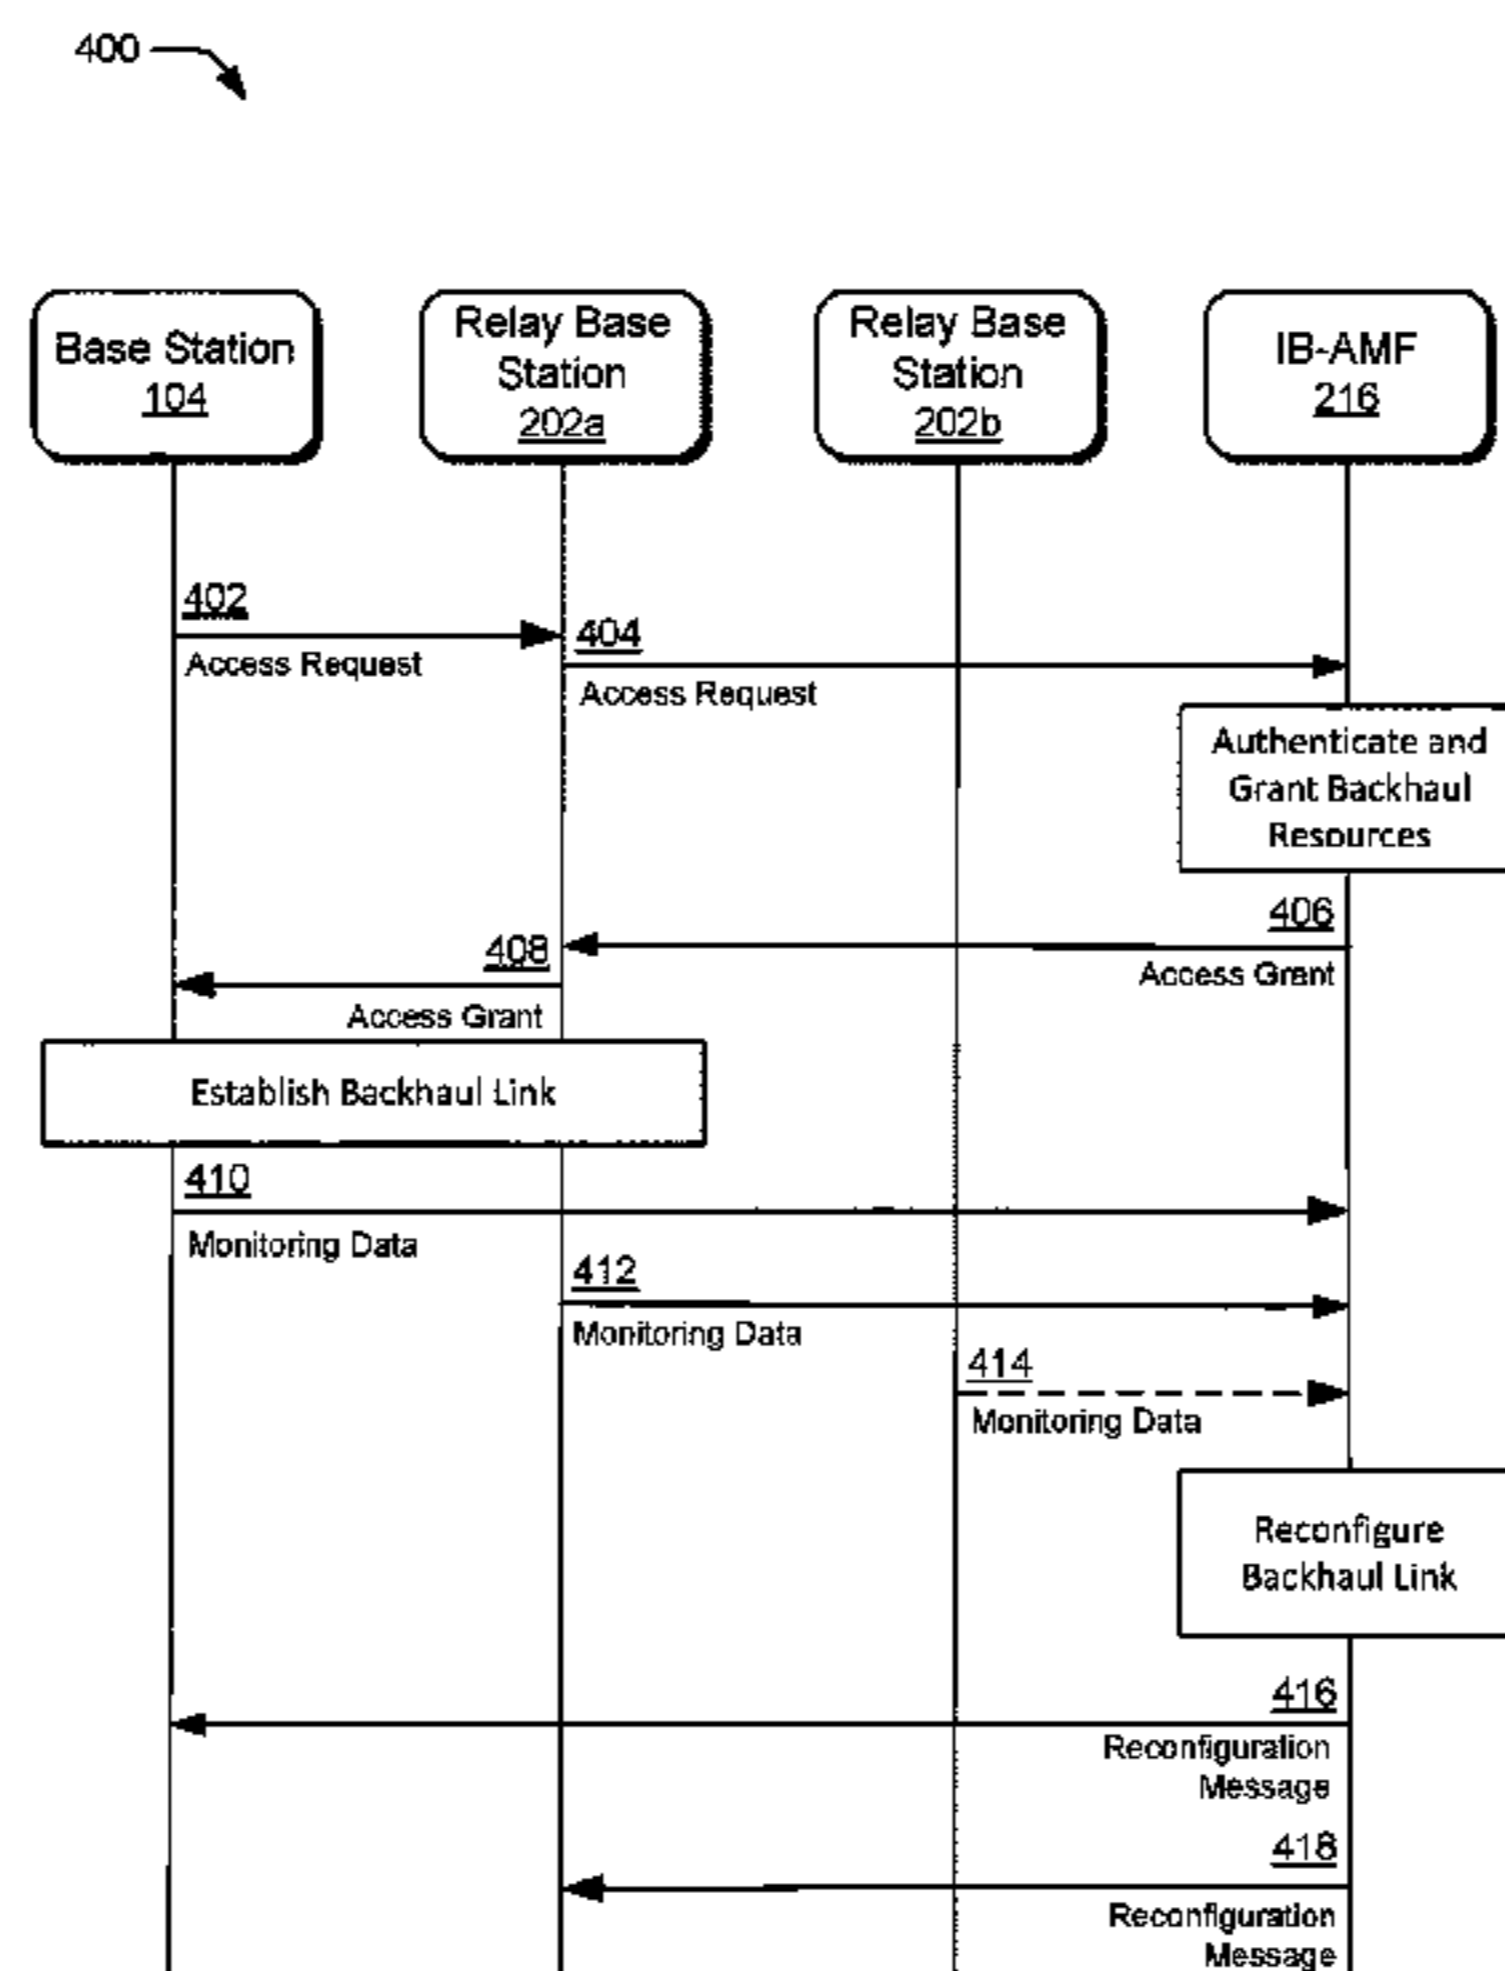 400
Base Station
104
Relay Base
Station
202a
Relay Base
Station
202b
IB-AMF
216
402
Access Request
404
Access Request
Authenticate and
Grant Backhaul
Resources
406
Access Grant
408
Access Grant
Establish Backhaul Link
410
Monitoring Data
412
Monitoring Data
414
Monitoring Data
Reconfigure
Backhaul Link
416
Reconfiguration
Message
418
Reconfiguration
Message